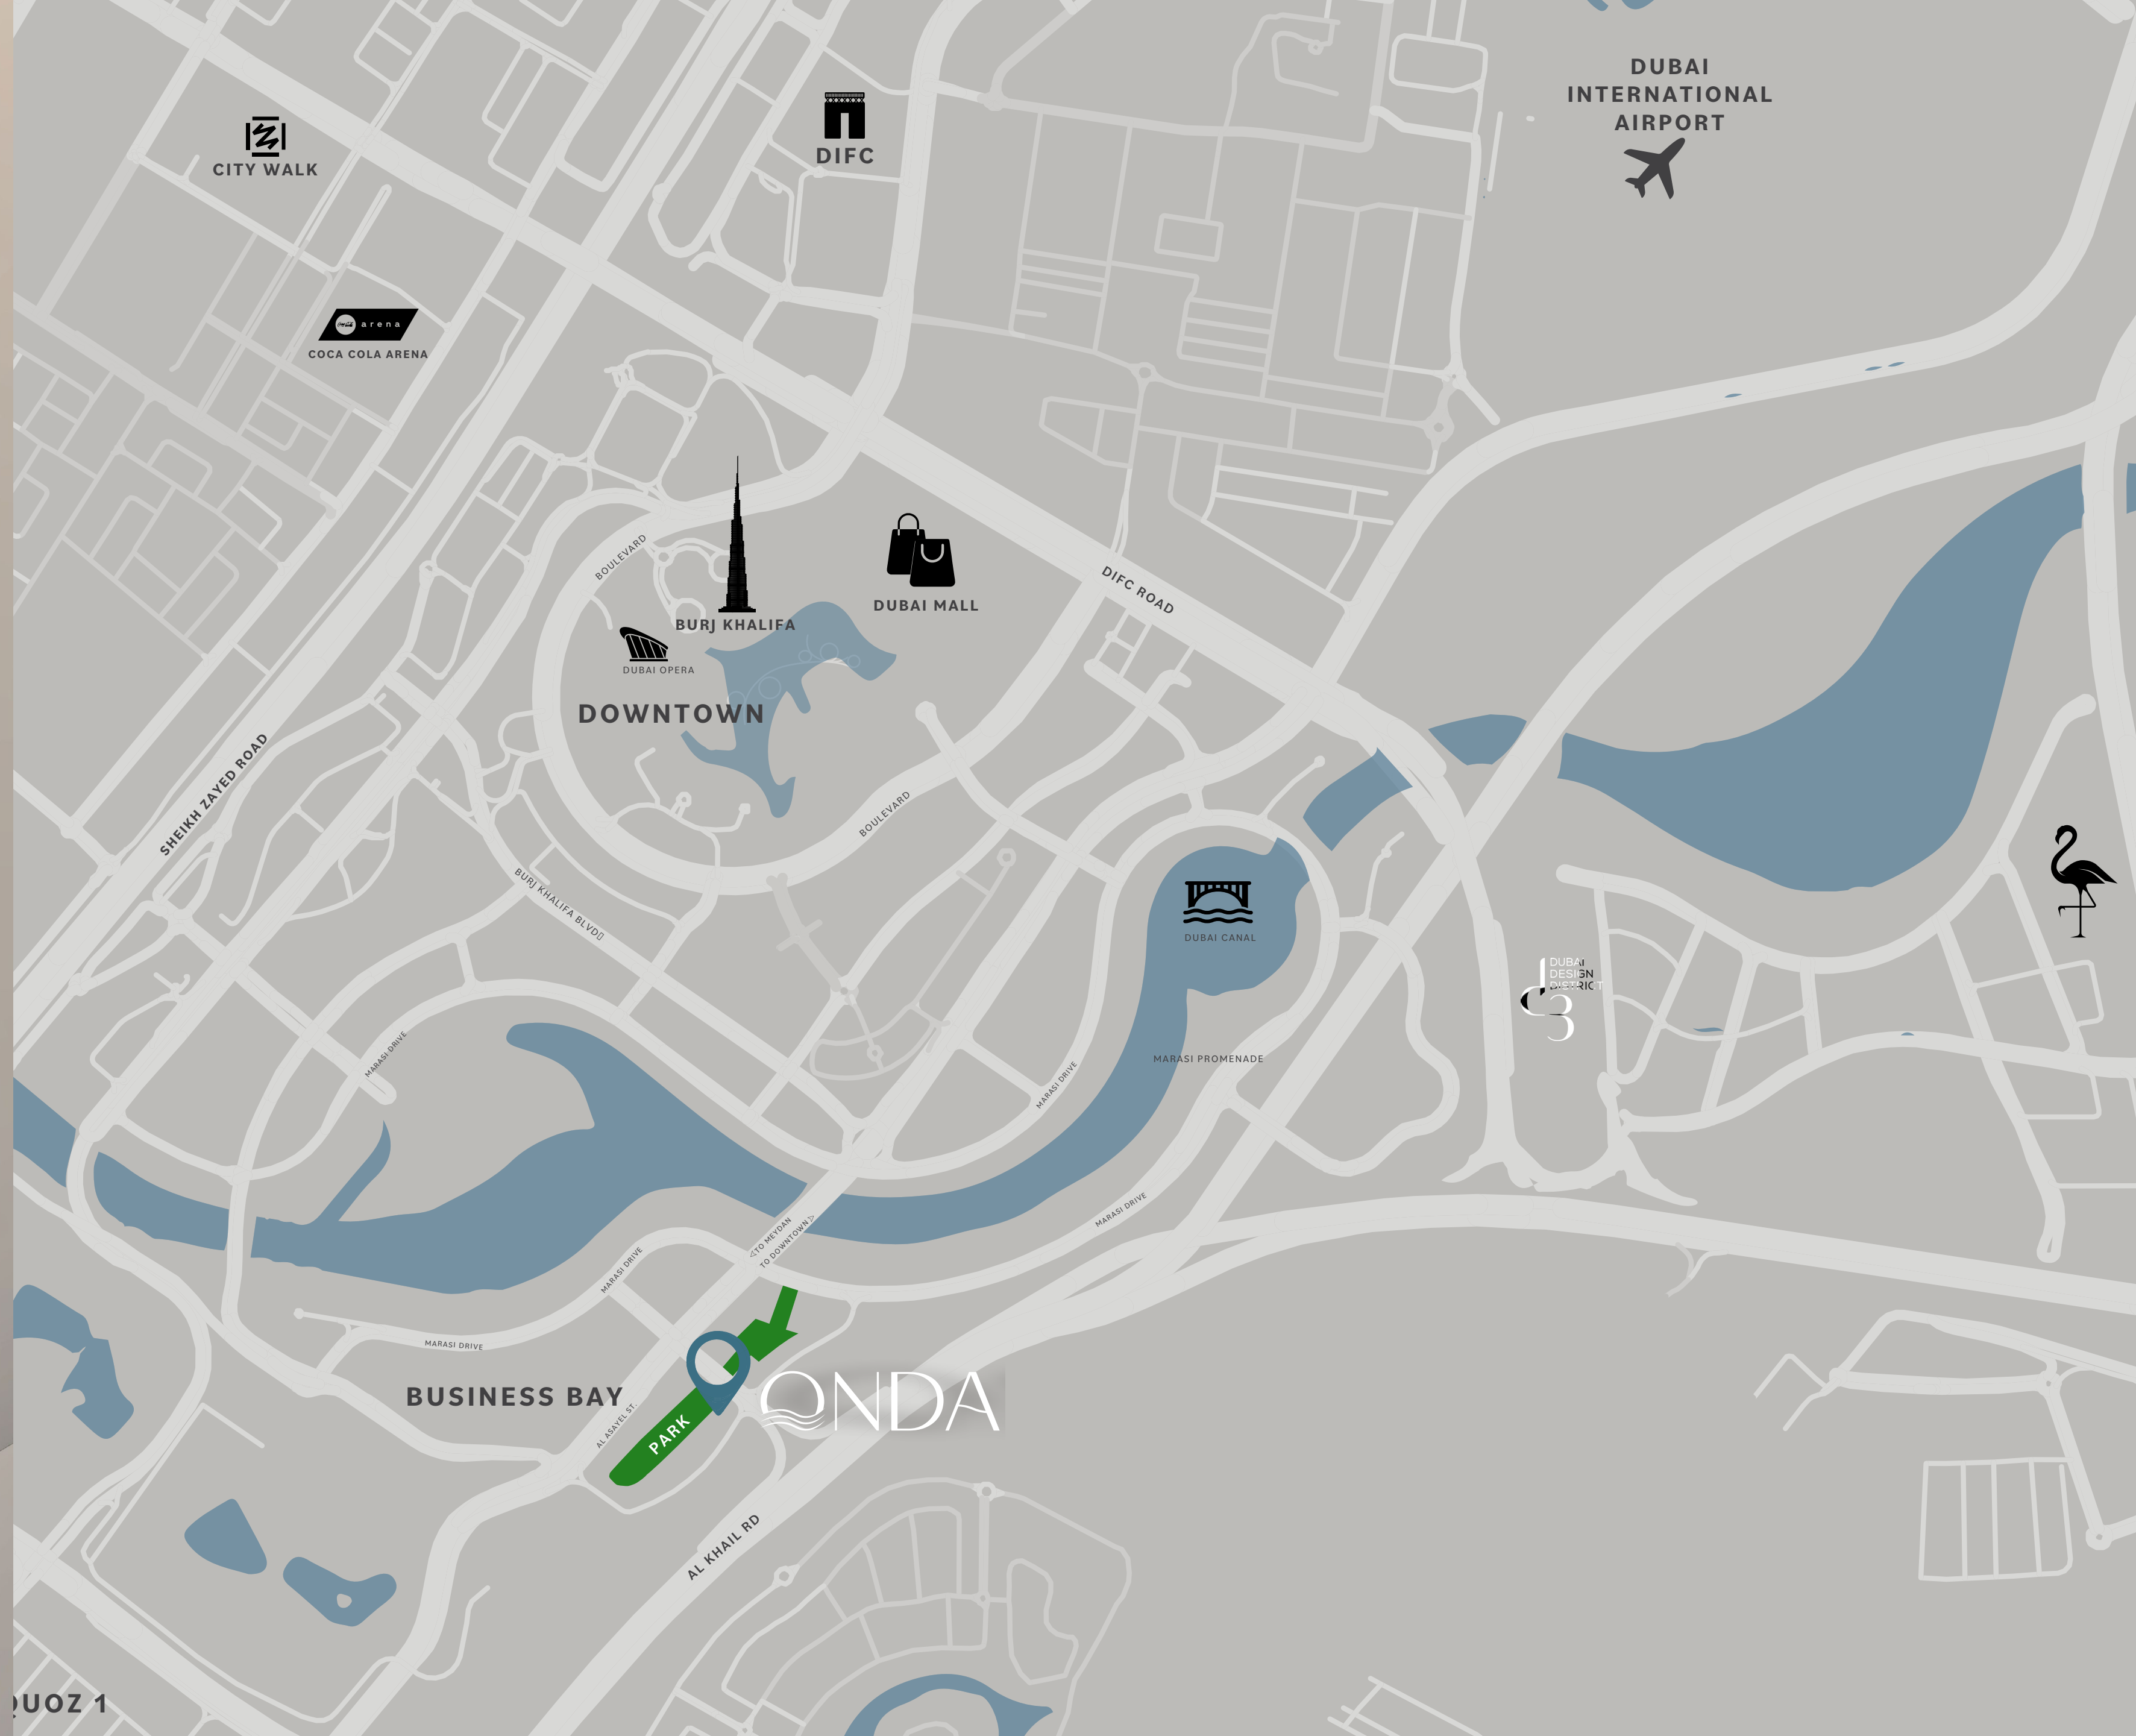 DUBAI
INTERNATIONAL
AIRPORT
DIFC
CITY WALK
arena
COCA COLA ARENA
BOULEVARD
DIFC ROAD
DUBAI MALL
BURJ KHALIFA
DUBAI OPERA
DOWNTOWN
SHEIKH ZAYED ROAD
BOULEVARD
BURJ KHALIFA BLVD
DUBAI CANAL
DUBAI
DESIGN
DISTRICT
d3
MARASI DRIVE
MARASI PROMENADE
MARASI DRIVE
MARASI DRIVE
TO MEYDAN
TO DOWNTOWN
MARASI DRIVE
MARASI DRIVE
BUSINESS BAY
AL ASAYEL ST.
PARK
ONDA
AL KHAIL RD
QUOZ 1